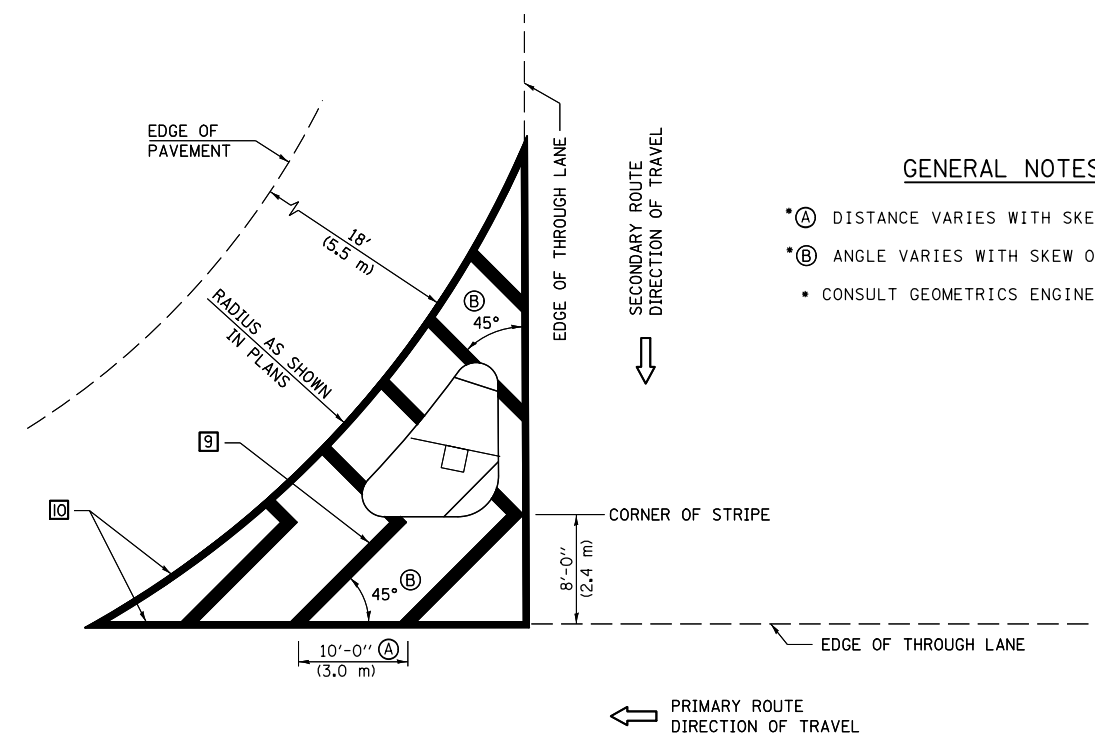 EDGE OF
PAVEMENT
18'
(5.5 m)
RADIUS AS SHOWN
IN PLANS
B
45°
EDGE OF THROUGH LANE
SECONDARY ROUTE
DIRECTION OF TRAVEL
GENERAL NOTES
*A DISTANCE VARIES WITH SKE
*B ANGLE VARIES WITH SKEW O
* CONSULT GEOMETRICS ENGINE
9
10
CORNER OF STRIPE
8'-0"
(2.4 m)
45° B
10'-0" A
(3.0 m)
EDGE OF THROUGH LANE
PRIMARY ROUTE
DIRECTION OF TRAVEL